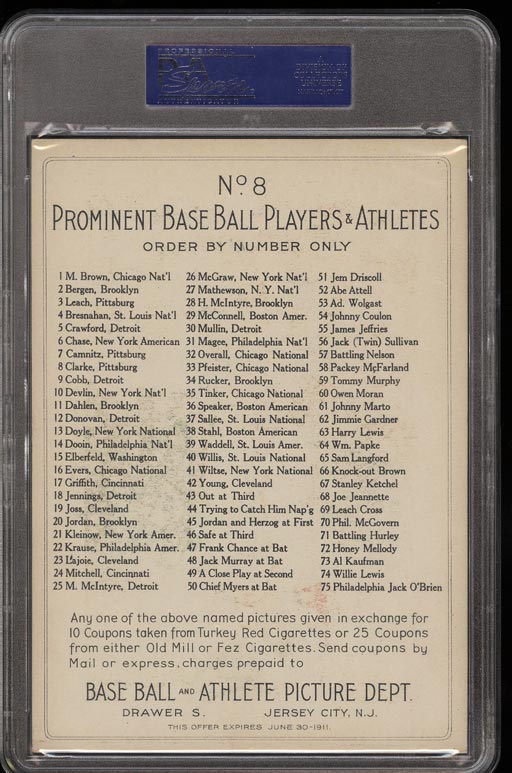 PROFESSIONAL
PSA
Sports
AUTHENTICATOR
A
DIVISION OF
COLLECTORS
UNIVERSE
No. 8
PROMINENT BASE BALL PLAYERS & ATHLETES
ORDER BY NUMBER ONLY
1 M. Brown, Chicago Nat'l
2 Bergen, Brooklyn
3 Leach, Pittsburg
4 Bresnahan, St. Louis Nat'l
5 Crawford, Detroit
6 Chase, New York American
7 Camnitz, Pittsburg
8 Clarke, Pittsburg
9 Cobb, Detroit
10 Devlin, New York Nat'l
11 Dahlen, Brooklyn
12 Donovan, Detroit
13 Doyle, New York National
14 Dooin, Philadelphia Nat'l
15 Elberfeld, Washington
16 Evers, Chicago National
17 Griffith, Cincinnati
18 Jennings, Detroit
19 Joss, Cleveland
20 Jordan, Brooklyn
21 Kleinow, New York Amer.
22 Krause, Philadelphia Amer.
23 Lajoie, Cleveland
24 Mitchell, Cincinnati
25 M. McIntyre, Detroit
26 McGraw, New York Nat'l
27 Mathewson, N. Y. Nat'l
28 H. McIntyre, Brooklyn
29 McConnell, Boston Amer.
30 Mullin, Detroit
31 Magee, Philadelphia Nat'l
32 Overall, Chicago National
33 Pfeister, Chicago National
34 Rucker, Brooklyn
35 Tinker, Chicago National
36 Speaker, Boston American
37 Sallee, St. Louis National
38 Stahl, Boston American
39 Waddell, St. Louis Amer.
40 Willis, St. Louis National
41 Wiltse, New York National
42 Young, Cleveland
43 Out at Third
44 Trying to Catch Him Nap'g
45 Jordan and Herzog at First
46 Safe at Third
47 Frank Chance at Bat
48 Jack Murray at Bat
49 A Close Play at Second
50 Chief Myers at Bat
51 Jem Driscoll
52 Abe Attell
53 Ad. Wolgast
54 Johnny Coulon
55 James Jeffries
56 Jack (Twin) Sullivan
57 Battling Nelson
58 Packey McFarland
59 Tommy Murphy
60 Owen Moran
61 Johnny Marto
62 Jimmie Gardner
63 Harry Lewis
64 Wm. Papke
65 Sam Langford
66 Knock-out Brown
67 Stanley Ketchel
68 Joe Jeannette
69 Leach Cross
70 Phil. McGovern
71 Battling Hurley
72 Honey Mellody
73 Al Kaufman
74 Willie Lewis
75 Philadelphia Jack O'Brien
Any one of the above named pictures given in exchange for
10 Coupons taken from Turkey Red Cigarettes or 25 Coupons
from either Old Mill or Fez Cigarettes. Send coupons by
Mail or express, charges prepaid to
BASE BALL AND ATHLETE PICTURE DEPT.
DRAWER S. JERSEY CITY, N.J.
THIS OFFER EXPIRES JUNE 30-1911.